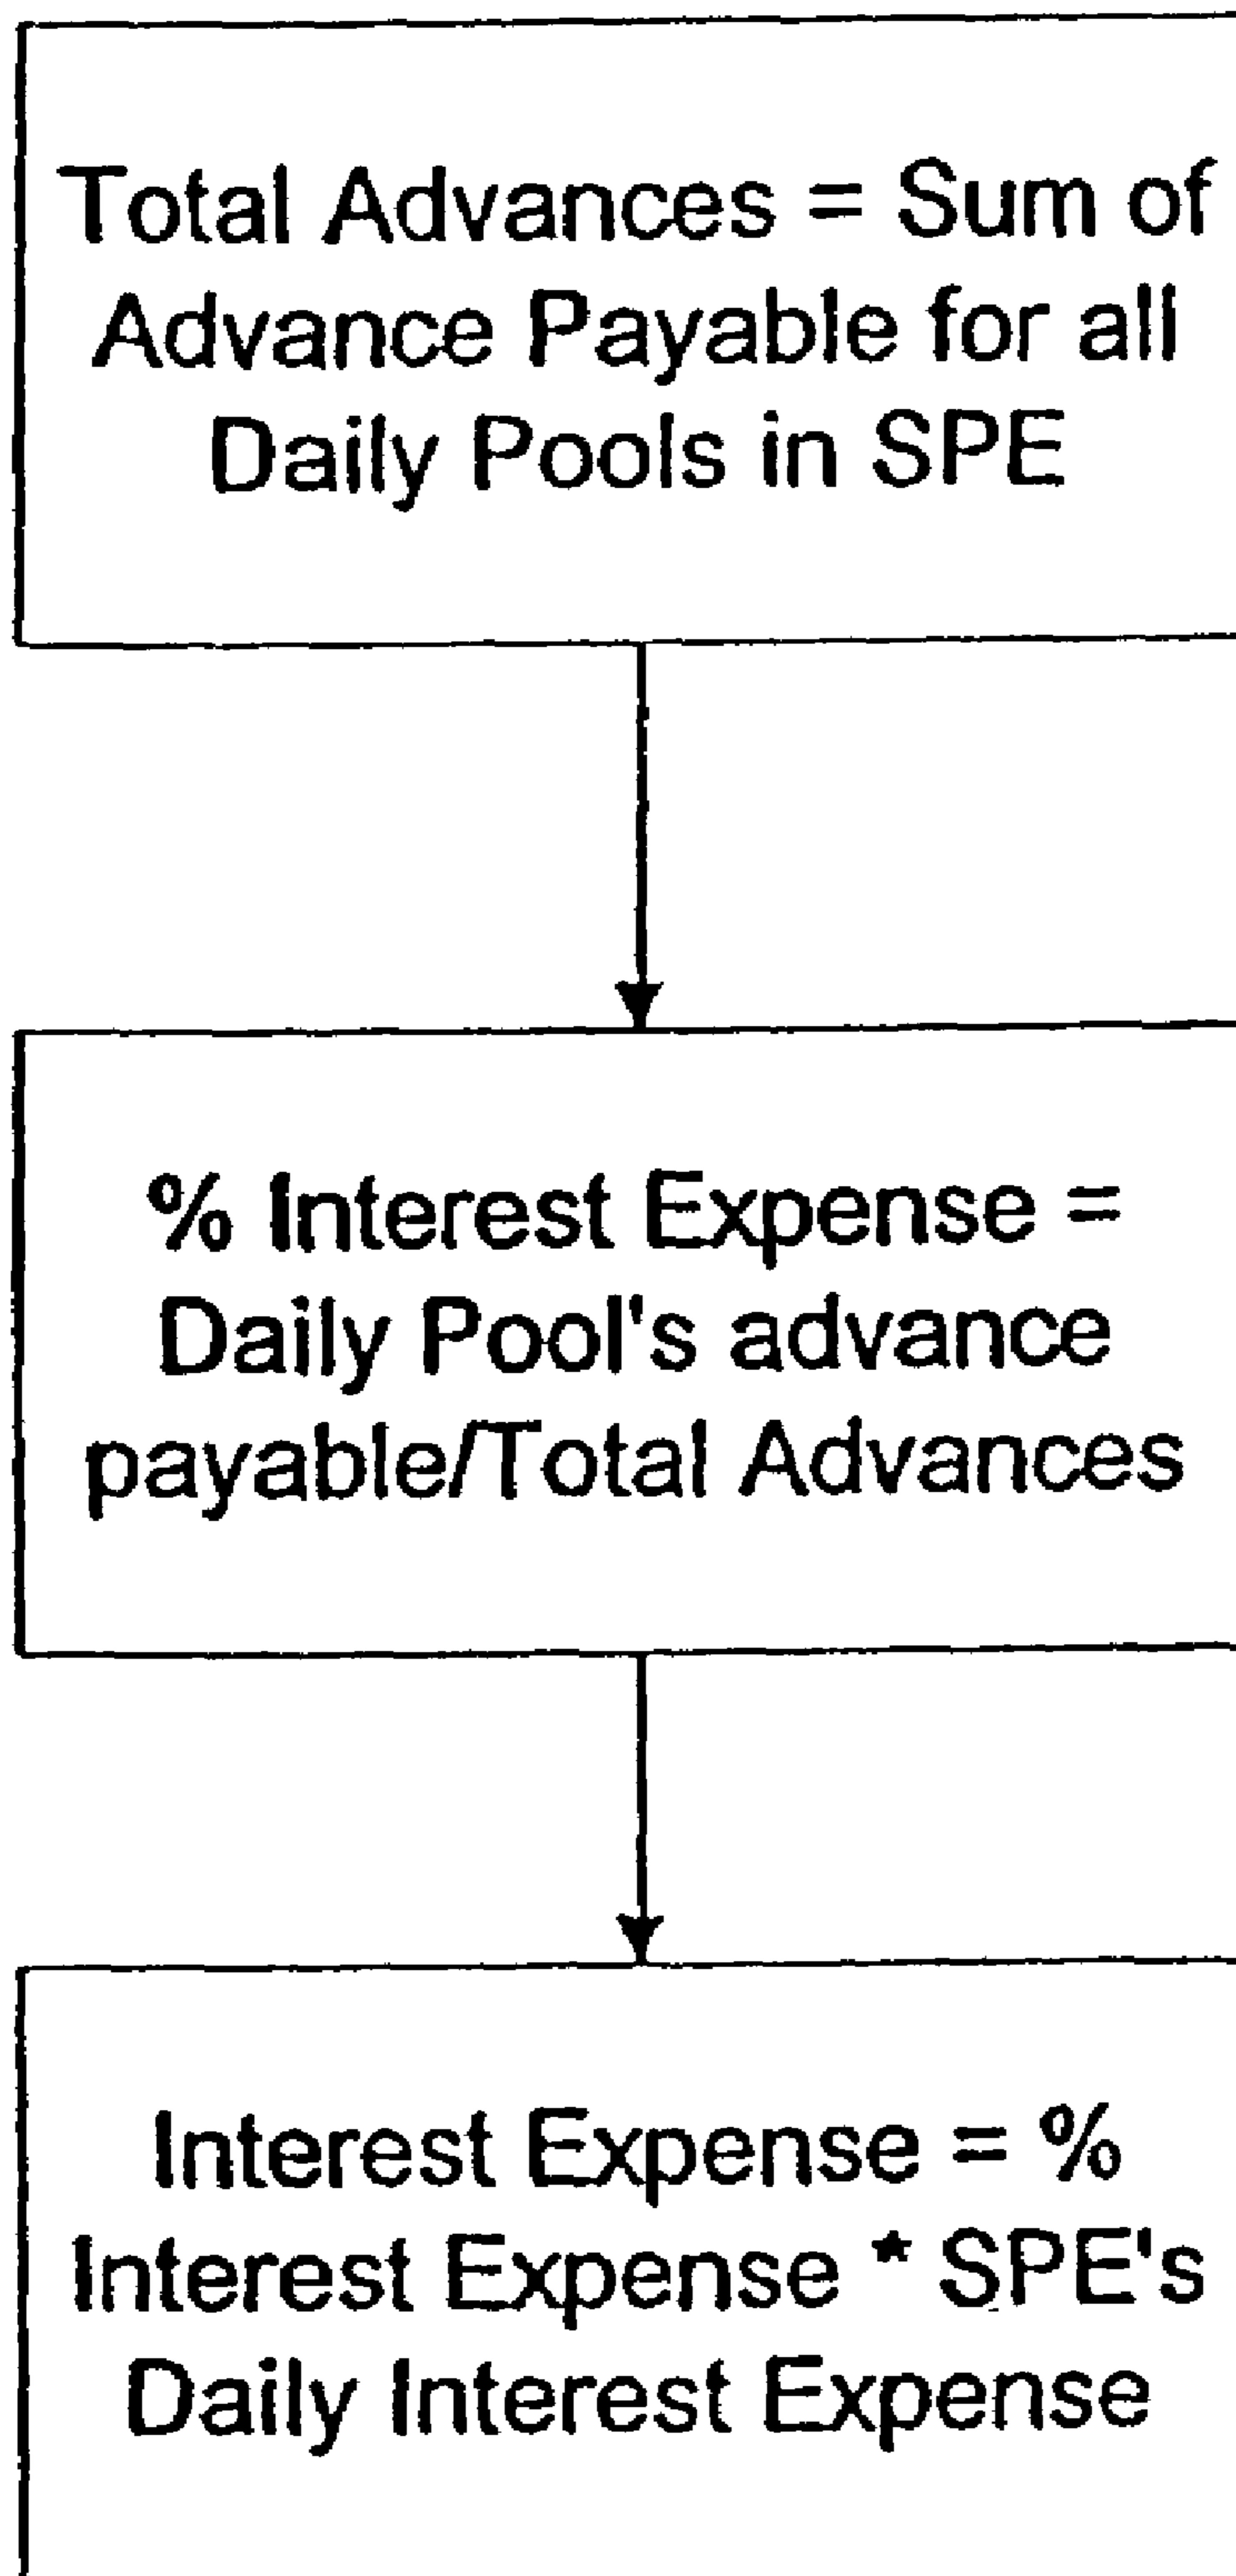 Total Advances = Sum of
Advance Payable for all
Daily Pools in SPE
% Interest Expense =
Daily Pool's advance
payable/Total Advances
Interest Expense = %
Interest Expense * SPE's
Daily Interest Expense